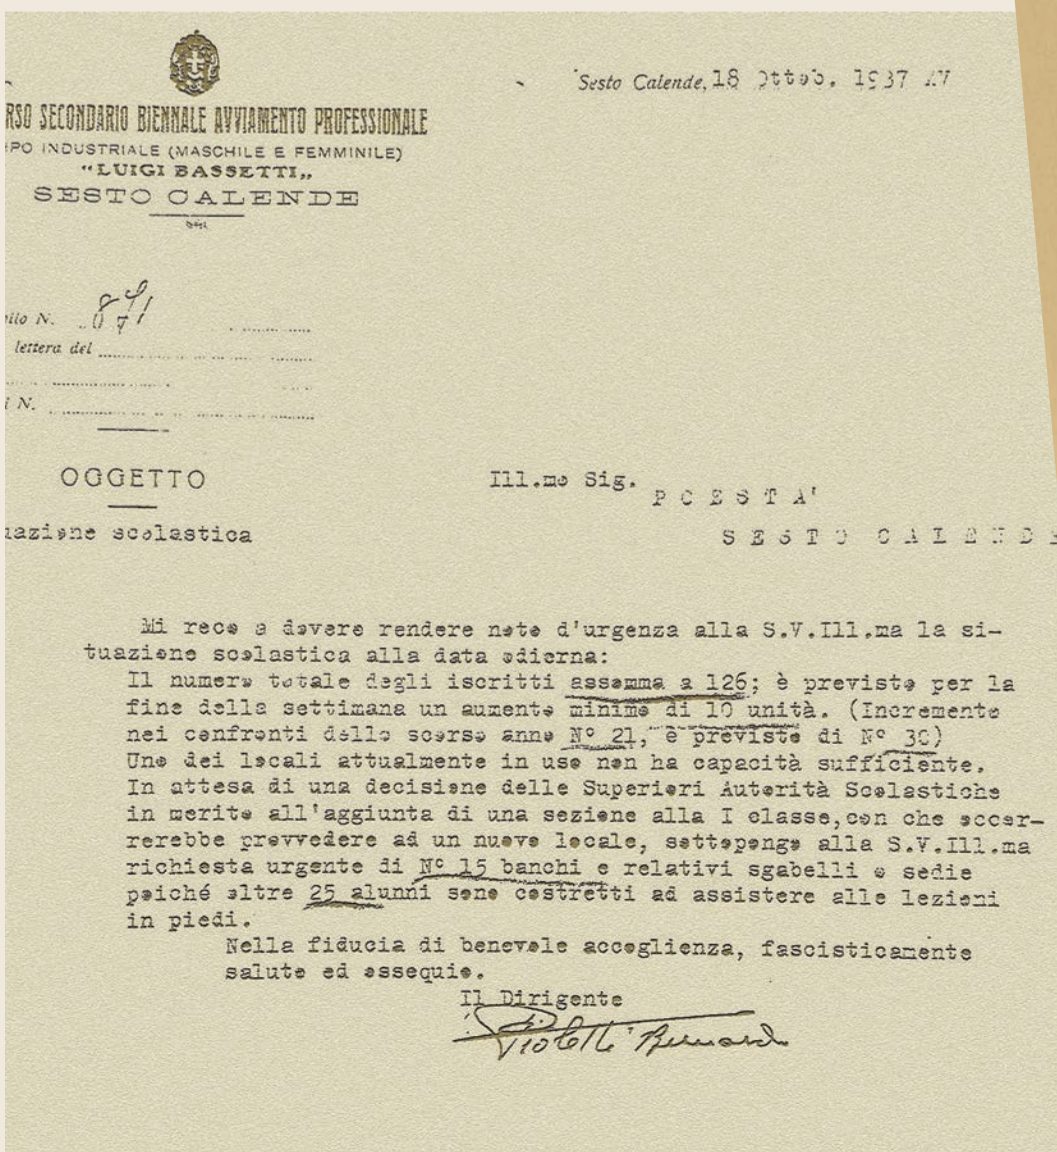 Sesto Calende, 18 Otteb. 1937 XV
RSO SECONDARIO BIENNALE AVVIAMENTO PROFESSIONALE
PO INDUSTRIALE (MASCHILE E FEMMINILE)
"LUIGI BASSETTI„
SESTO CALENDE
N. 871
lettera del
N.
OGGETTO
Ill.mo Sig.
PODESTA'
uazione scolastica
SESTO CALENDE
Mi reco a dovere rendere noto d'urgenza alla S.V.Ill.ma la si-
tuazione scolastica alla data odierna:
Il numero totale degli iscritti assomma a 126; è previsto per la
fine della settimana un aumento minimo di 10 unità. (Incremento
nei confronti dello scorso anno N° 21, è previsto di N° 30)
Uno dei locali attualmente in uso non ha capacità sufficiente.
In attesa di una decisione delle Superiori Autorità Scolastiche
in merito all'aggiunta di una sezione alla I classe,con che occor-
rerebbe provvedere ad un nuovo locale, sottopongo alla S.V.Ill.ma
richiesta urgente di N° 15 banchi e relativi sgabelli o sedie
poiché oltre 25 alunni sono costretti ad assistere alle lezioni
in piedi.
Nella fiducia di benevole accoglienza, fascisticamente
saluto ed ossequio.
Il Dirigente